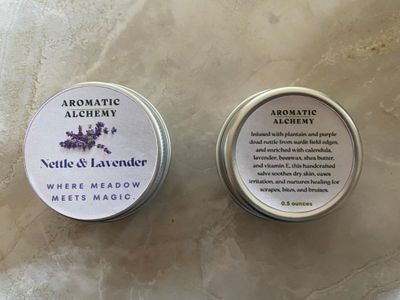 AROMATIC
ALCHEMY
Nettle & Lavender
WHERE MEADOW
MEETS MAGIC.
AROMATIC
ALCHEMY
Infused with plantain and purple
dead nettle from sunlit field edges,
and enriched with calendula,
lavender, beeswax, shea butter,
and vitamin E, this handcrafted
salve soothes dry skin, eases
irritation, and nurtures healing for
scrapes, bites, and bruises.
0.5 ounces